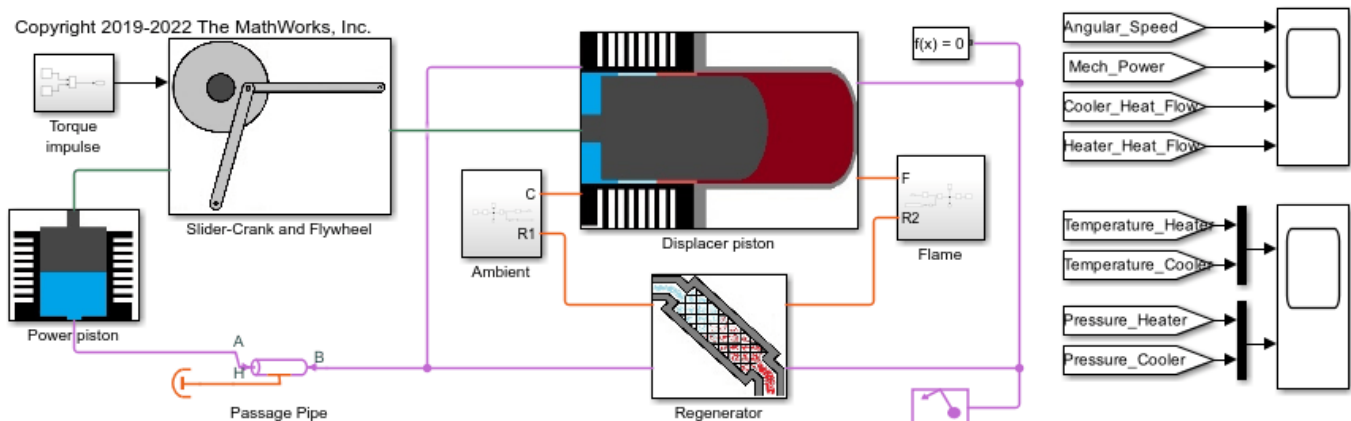 Copyright 2019-2022 The MathWorks, Inc.
Torque
impulse
Slider-Crank and Flywheel
Power piston
A
H
B
Passage Pipe
C
R1
Ambient
Displacer piston
F
R2
Flame
Regenerator
f(x) = 0
Angular_Speed
Mech_Power
Cooler_Heat_Flow
Heater_Heat_Flow
Temperature_Heater
Temperature_Cooler
Pressure_Heater
Pressure_Cooler